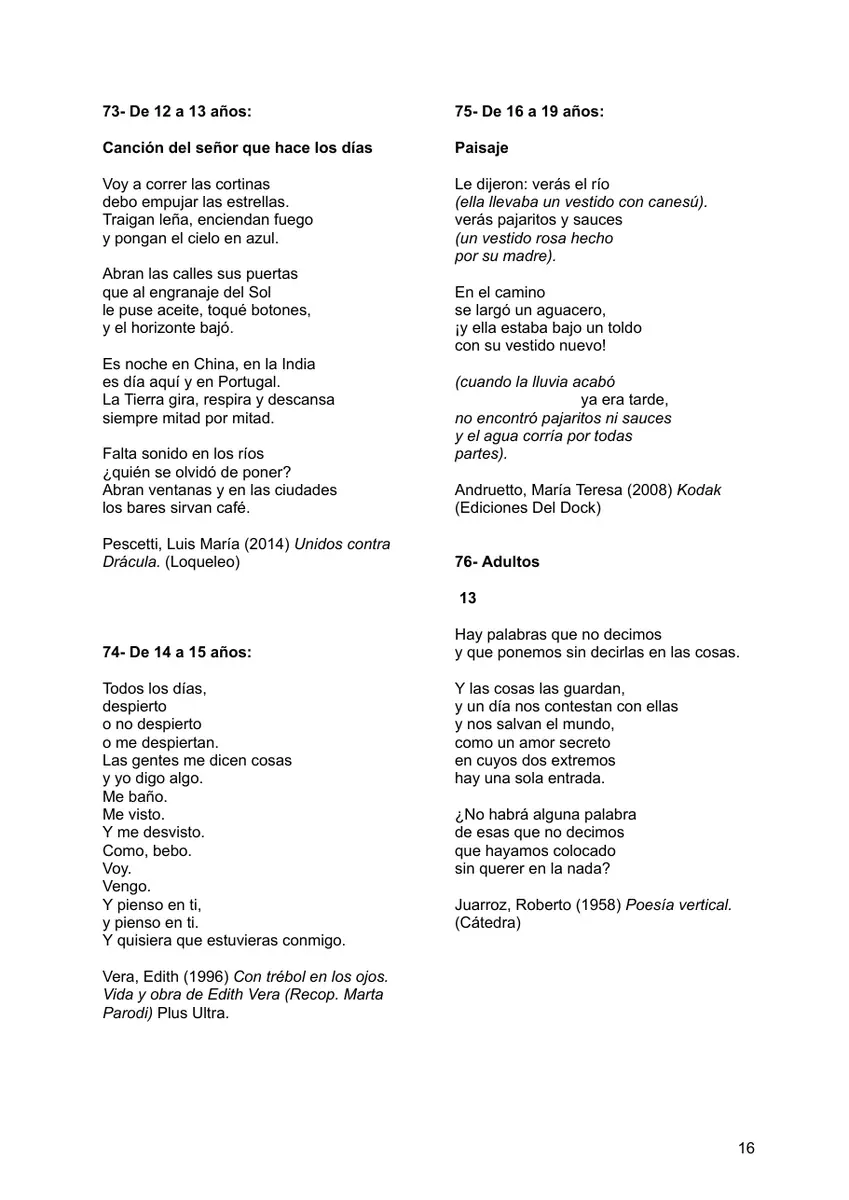 73- De 12 a 13 años:
Canción del señor que hace los días
Voy a correr las cortinas
debo empujar las estrellas.
Traigan leña, enciendan fuego
y pongan el cielo en azul.
Abran las calles sus puertas
que al engranaje del Sol
le puse aceite, toqué botones,
y el horizonte bajó.
Es noche en China, en la India
es día aquí y en Portugal.
La Tierra gira, respira y descansa
siempre mitad por mitad.
Falta sonido en los ríos
¿quién se olvidó de poner?
Abran ventanas y en las ciudades
los bares sirvan café.
Pescetti, Luis María (2014) Unidos contra
Drácula. (Loqueleo)
74- De 14 a 15 años:
Todos los días,
despierto
o no despierto
o me despiertan.
Las gentes me dicen cosas
y yo digo algo.
Me baño.
Me visto.
Y me desvisto.
Como, bebo.
Voy.
Vengo.
Y pienso en ti,
y pienso en ti.
Y quisiera que estuvieras conmigo.
Vera, Edith (1996) Con trébol en los ojos.
Vida y obra de Edith Vera (Recop. Marta
Parodi) Plus Ultra.
75- De 16 a 19 años:
Paisaje
Le dijeron: verás el río
(ella llevaba un vestido con canesú).
verás pajaritos y sauces
(un vestido rosa hecho
por su madre).
En el camino
se largó un aguacero,
¡y ella estaba bajo un toldo
con su vestido nuevo!
(cuando la lluvia acabó
ya era tarde,
no encontró pajaritos ni sauces
y el agua corría por todas
partes).
Andruetto, María Teresa (2008) Kodak
(Ediciones Del Dock)
76- Adultos
13
Hay palabras que no decimos
y que ponemos sin decirlas en las cosas.
Y las cosas las guardan,
y un día nos contestan con ellas
y nos salvan el mundo,
como un amor secreto
en cuyos dos extremos
hay una sola entrada.
¿No habrá alguna palabra
de esas que no decimos
que hayamos colocado
sin querer en la nada?
Juarroz, Roberto (1958) Poesía vertical.
(Cátedra)
16